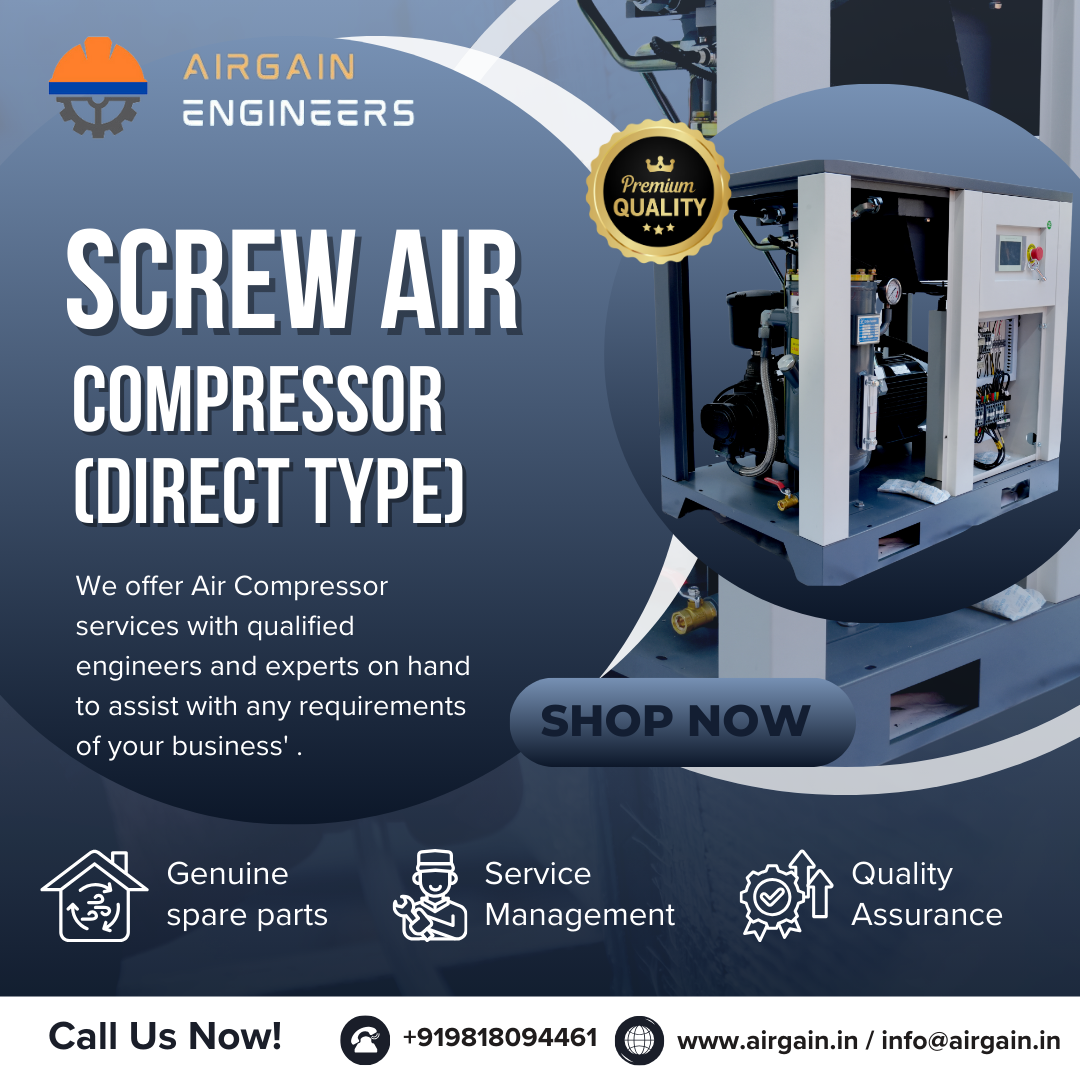 AIRGAIN
ENGINEERS
Premium
QUALITY
SCREW AIR
COMPRESSOR
(DIRECT TYPE)
We offer Air Compressor
services with qualified
engineers and experts on hand
to assist with any requirements
of your business' .
SHOP NOW
Genuine
spare parts
Service
Management
Quality
Assurance
Call Us Now!
+919818094461
www.airgain.in / info@airgain.in